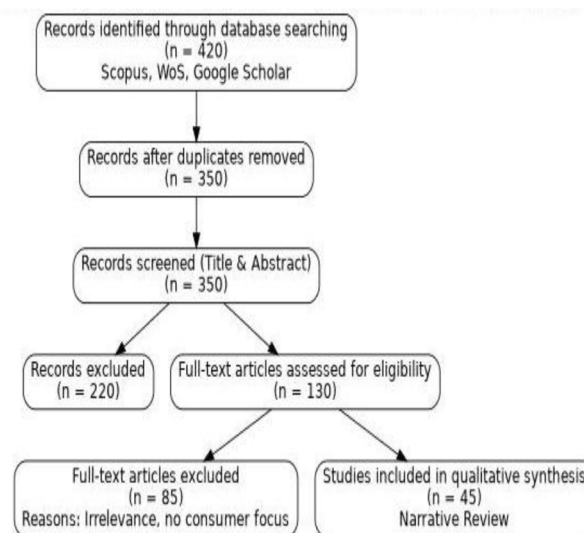 Records identified through database searching
(n = 420)
Scopus, WoS, Google Scholar
Records after duplicates removed
(n = 350)
Records screened (Title & Abstract)
(n = 350)
Records excluded
(n = 220)
Full-text articles assessed for eligibility
(n = 130)
Full-text articles excluded
(n = 85)
Reasons: Irrelevance, no consumer focus
Studies included in qualitative synthesis
(n = 45)
Narrative Review